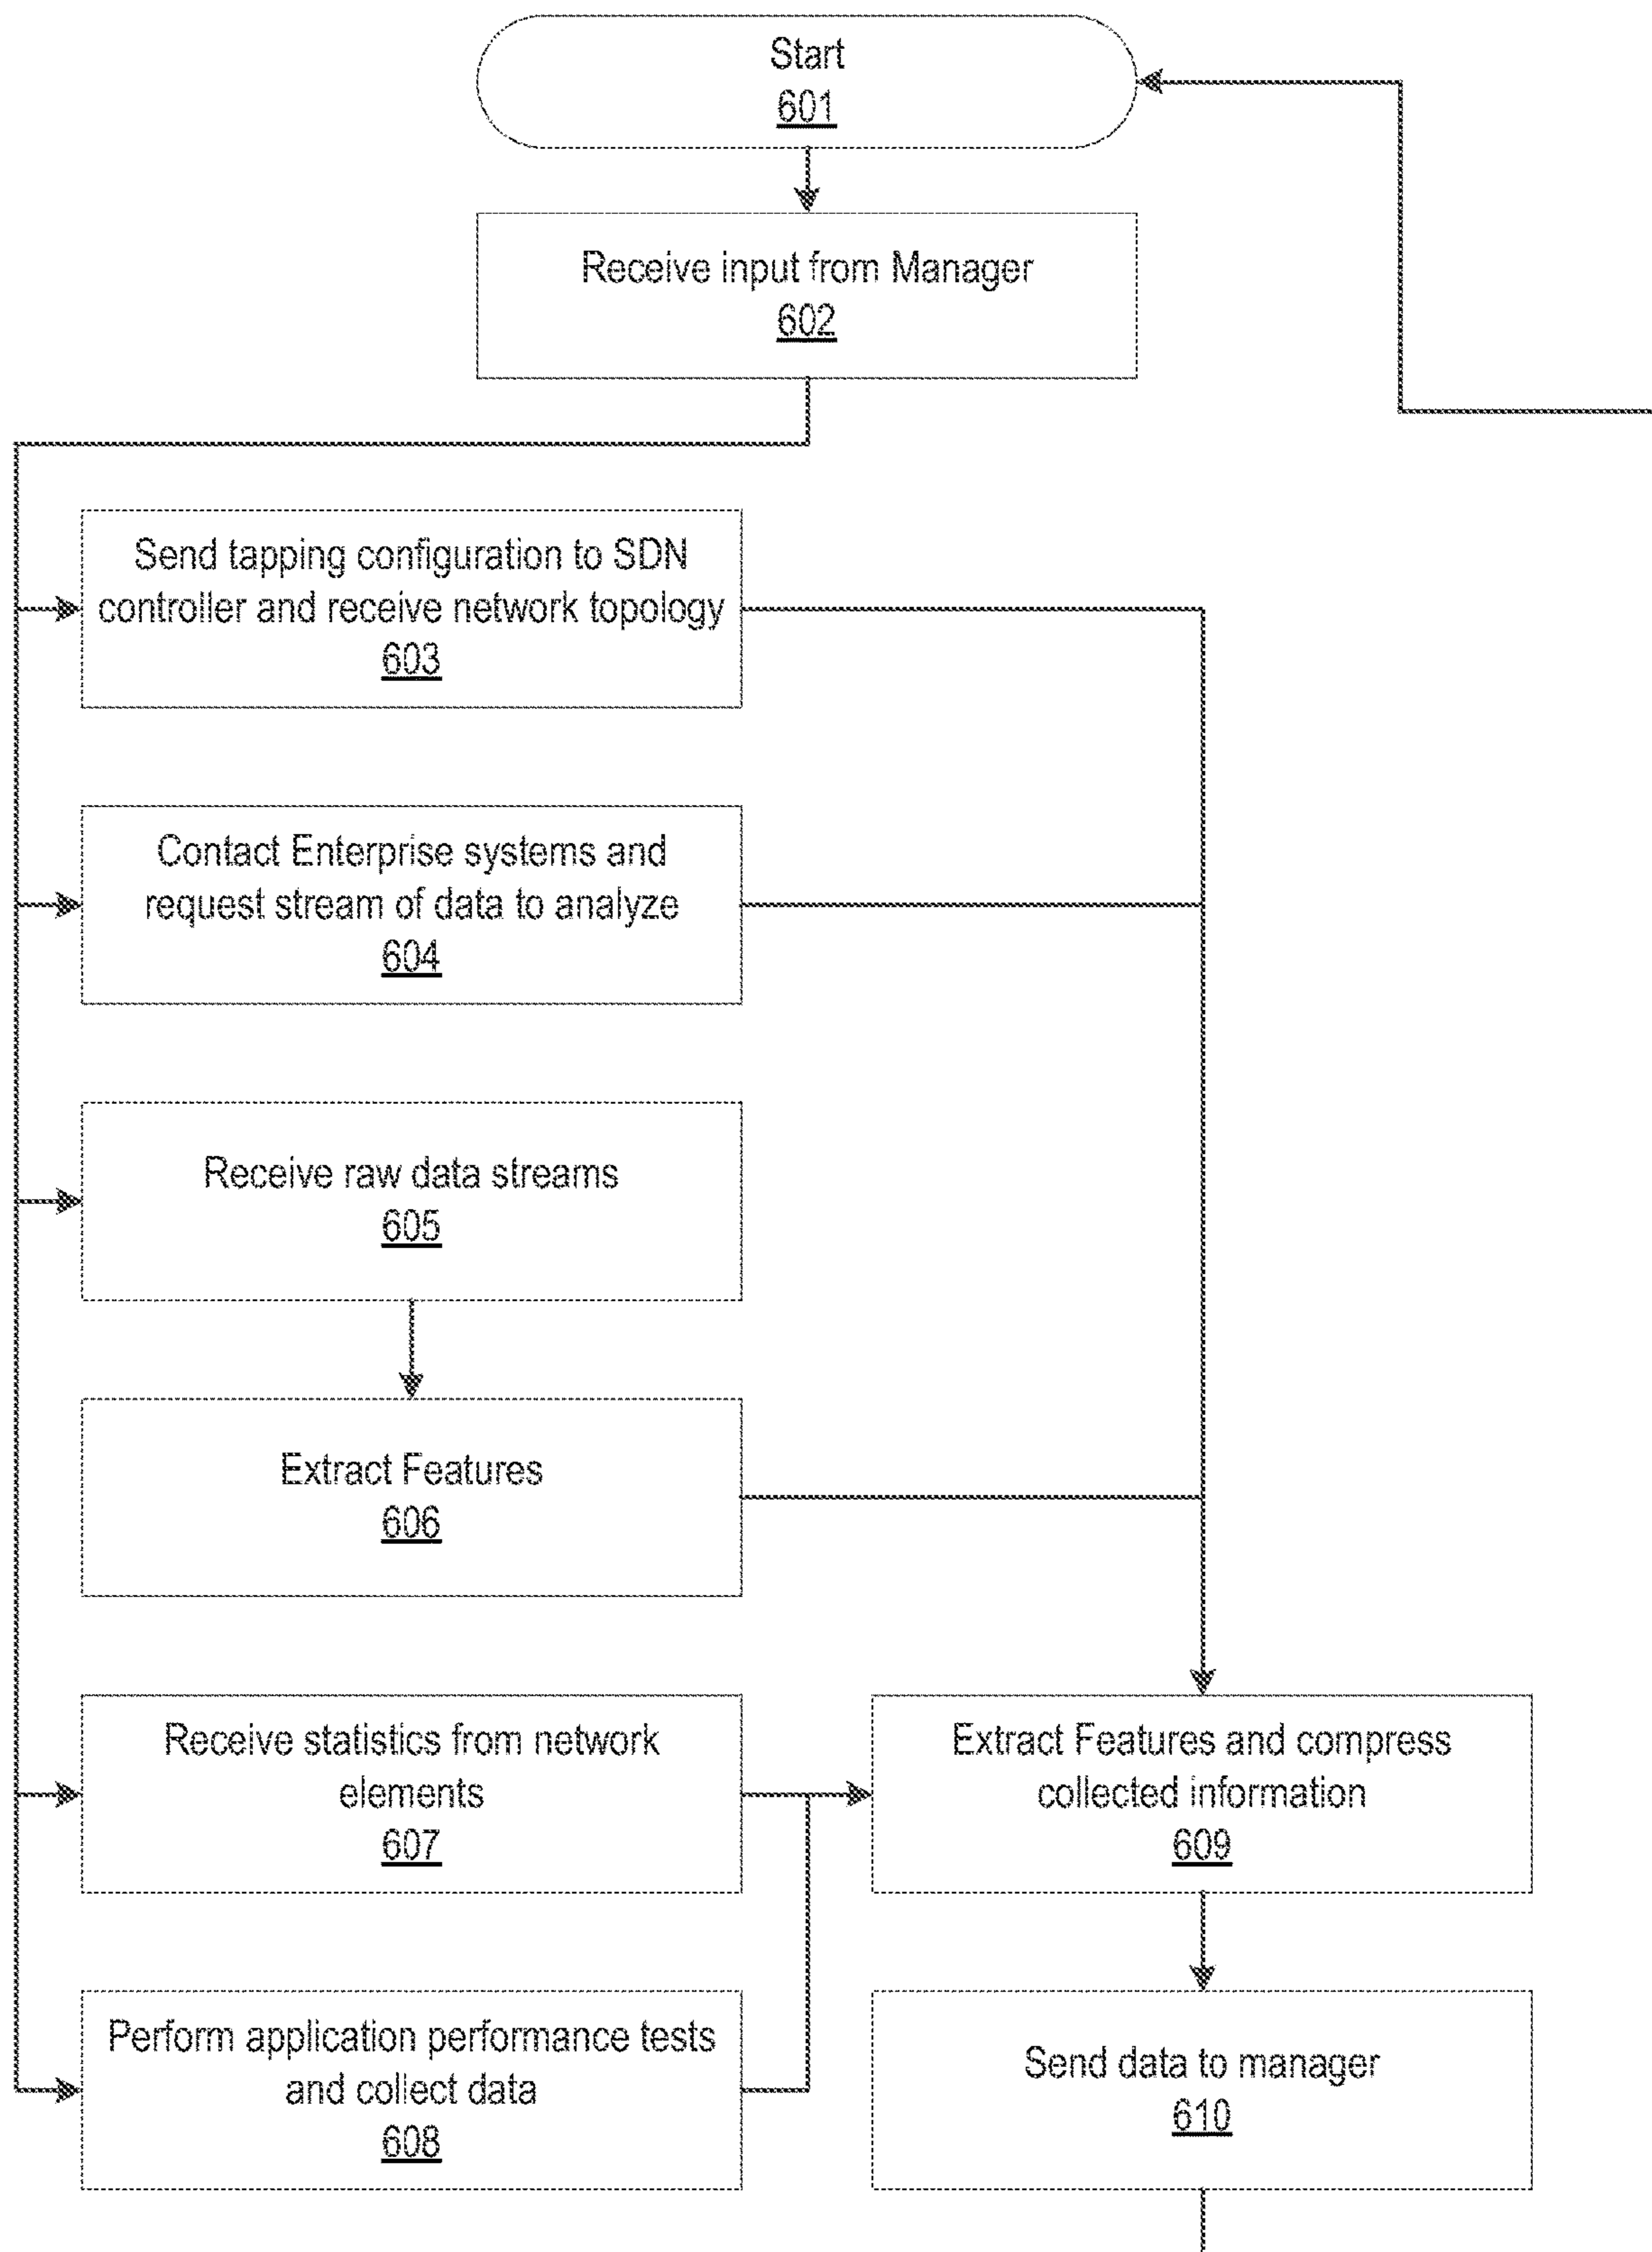 Start
601
Receive input from Manager
602
Send tapping configuration to SDN
controller and receive network topology
603
Contact Enterprise systems and
request stream of data to analyze
604
Receive raw data streams
605
Extract Features
606
Receive statistics from network
elements
607
Extract Features and compress
collected information
609
Perform application performance tests
and collect data
608
Send data to manager
610